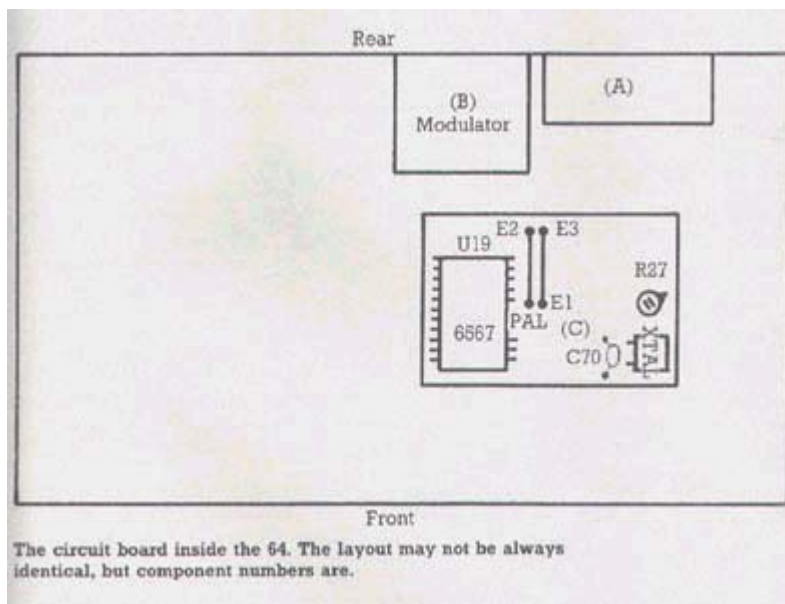 Rear
(B)
Modulator
(A)
E2 E3
U19
R27
E1
PAL
(C)
6567
C70
XTAL
Front
The circuit board inside the 64. The layout may not be always
identical, but component numbers are.